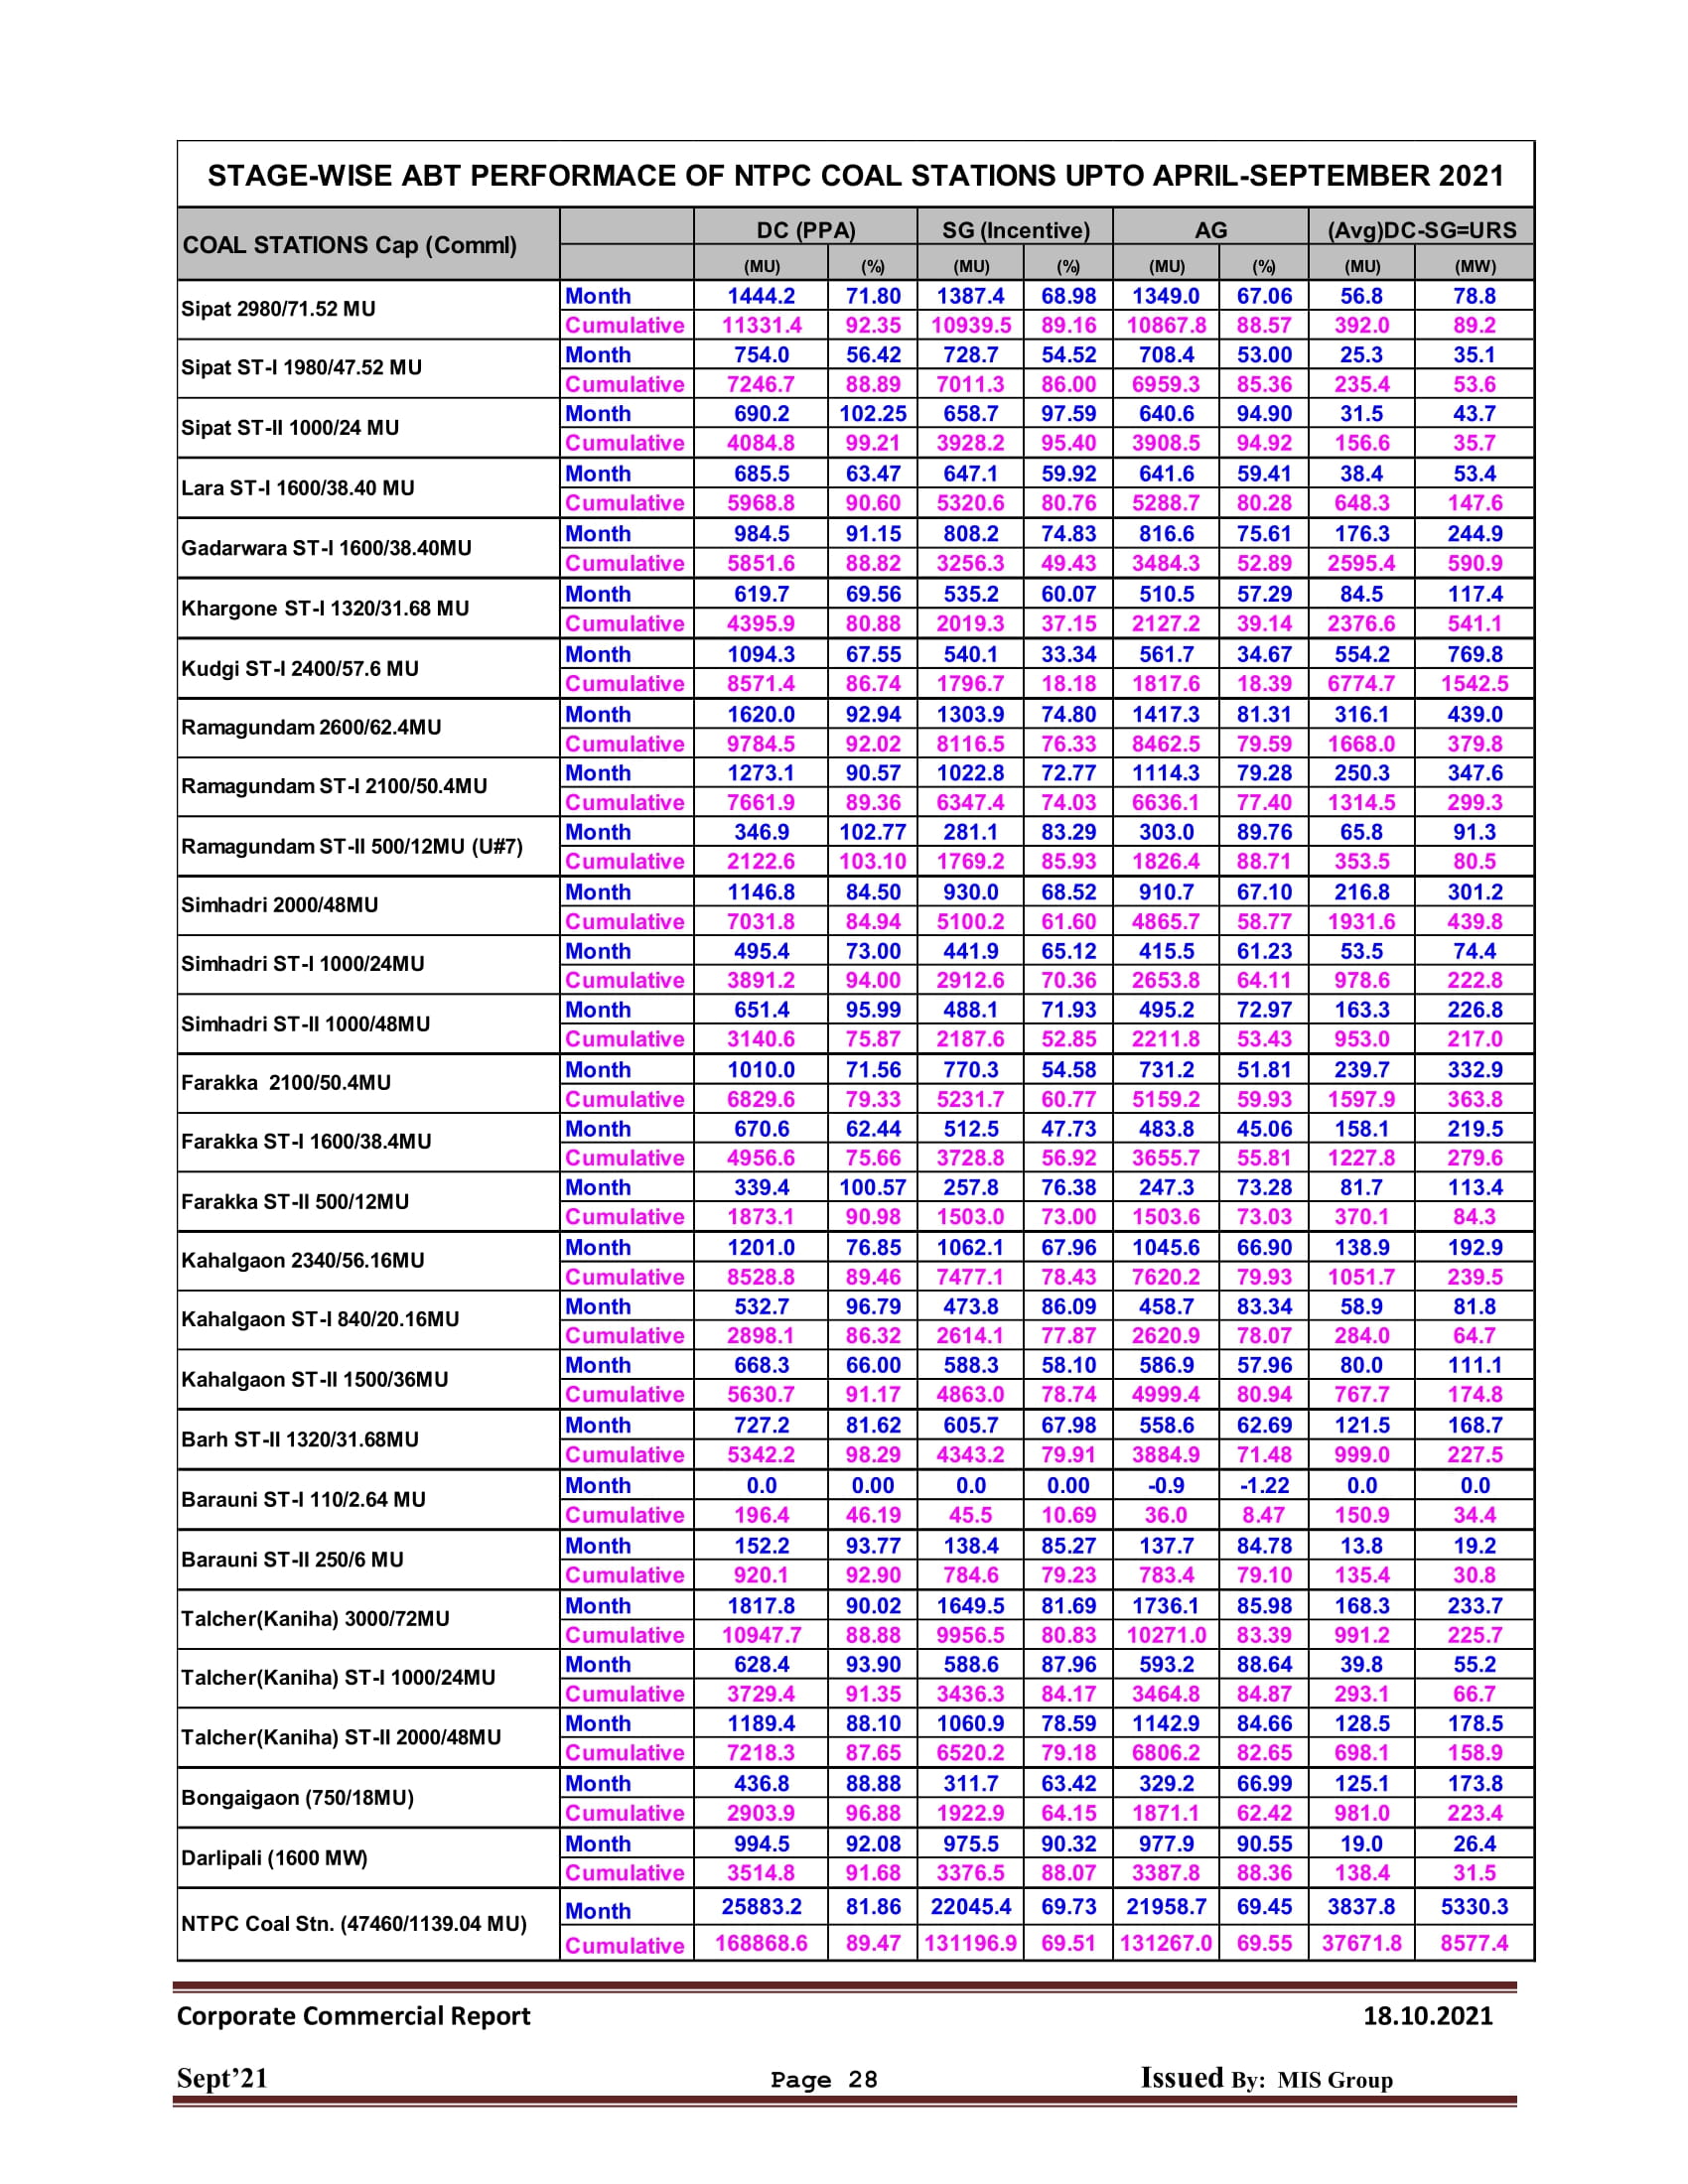 STAGE-WISE ABT PERFORMACE OF NTPC COAL STATIONS UPTO APRIL-SEPTEMBER 2021
COAL STATIONS Cap (Comml) DC (PPA) SG (Incentive) AG (Avg)DC-SG=URS
(MU) (%) (MU) (%) (MU) (%) (MU) (MW)
Sipat 2980/71.52 MU
Month 1444.2 71.80 1387.4 68.98 1349.0 67.06 56.8 78.8
Cumulative 11331.4 92.35 10939.5 89.16 10867.8 88.57 392.0 89.2
Sipat ST-I 1980/47.52 MU
Month 754.0 56.42 728.7 54.52 708.4 53.00 25.3 35.1
Cumulative 7246.7 88.89 7011.3 86.00 6959.3 85.36 235.4 53.6
Sipat ST-II 1000/24 MU
Month 690.2 102.25 658.7 97.59 640.6 94.90 31.5 43.7
Cumulative 4084.8 99.21 3928.2 95.40 3908.5 94.92 156.6 35.7
Lara ST-I 1600/38.40 MU
Month 685.5 63.47 647.1 59.92 641.6 59.41 38.4 53.4
Cumulative 5968.8 90.60 5320.6 80.76 5288.7 80.28 648.3 147.6
Gadarwara ST-I 1600/38.40MU
Month 984.5 91.15 808.2 74.83 816.6 75.61 176.3 244.9
Cumulative 5851.6 88.82 3256.3 49.43 3484.3 52.89 2595.4 590.9
Khargone ST-I 1320/31.68 MU
Month 619.7 69.56 535.2 60.07 510.5 57.29 84.5 117.4
Cumulative 4395.9 80.88 2019.3 37.15 2127.2 39.14 2376.6 541.1
Kudgi ST-I 2400/57.6 MU
Month 1094.3 67.55 540.1 33.34 561.7 34.67 554.2 769.8
Cumulative 8571.4 86.74 1796.7 18.18 1817.6 18.39 6774.7 1542.5
Ramagundam 2600/62.4MU
Month 1620.0 92.94 1303.9 74.80 1417.3 81.31 316.1 439.0
Cumulative 9784.5 92.02 8116.5 76.33 8462.5 79.59 1668.0 379.8
Ramagundam ST-I 2100/50.4MU
Month 1273.1 90.57 1022.8 72.77 1114.3 79.28 250.3 347.6
Cumulative 7661.9 89.36 6347.4 74.03 6636.1 77.40 1314.5 299.3
Ramagundam ST-II 500/12MU (U#7)
Month 346.9 102.77 281.1 83.29 303.0 89.76 65.8 91.3
Cumulative 2122.6 103.10 1769.2 85.93 1826.4 88.71 353.5 80.5
Simhadri 2000/48MU
Month 1146.8 84.50 930.0 68.52 910.7 67.10 216.8 301.2
Cumulative 7031.8 84.94 5100.2 61.60 4865.7 58.77 1931.6 439.8
Simhadri ST-I 1000/24MU
Month 495.4 73.00 441.9 65.12 415.5 61.23 53.5 74.4
Cumulative 3891.2 94.00 2912.6 70.36 2653.8 64.11 978.6 222.8
Simhadri ST-II 1000/48MU
Month 651.4 95.99 488.1 71.93 495.2 72.97 163.3 226.8
Cumulative 3140.6 75.87 2187.6 52.85 2211.8 53.43 953.0 217.0
Farakka 2100/50.4MU
Month 1010.0 71.56 770.3 54.58 731.2 51.81 239.7 332.9
Cumulative 6829.6 79.33 5231.7 60.77 5159.2 59.93 1597.9 363.8
Farakka ST-I 1600/38.4MU
Month 670.6 62.44 512.5 47.73 483.8 45.06 158.1 219.5
Cumulative 4956.6 75.66 3728.8 56.92 3655.7 55.81 1227.8 279.6
Farakka ST-II 500/12MU
Month 339.4 100.57 257.8 76.38 247.3 73.28 81.7 113.4
Cumulative 1873.1 90.98 1503.0 73.00 1503.6 73.03 370.1 84.3
Kahalgaon 2340/56.16MU
Month 1201.0 76.85 1062.1 67.96 1045.6 66.90 138.9 192.9
Cumulative 8528.8 89.46 7477.1 78.43 7620.2 79.93 1051.7 239.5
Kahalgaon ST-I 840/20.16MU
Month 532.7 96.79 473.8 86.09 458.7 83.34 58.9 81.8
Cumulative 2898.1 86.32 2614.1 77.87 2620.9 78.07 284.0 64.7
Kahalgaon ST-II 1500/36MU
Month 668.3 66.00 588.3 58.10 586.9 57.96 80.0 111.1
Cumulative 5630.7 91.17 4863.0 78.74 4999.4 80.94 767.7 174.8
Barh ST-II 1320/31.68MU
Month 727.2 81.62 605.7 67.98 558.6 62.69 121.5 168.7
Cumulative 5342.2 98.29 4343.2 79.91 3884.9 71.48 999.0 227.5
Barauni ST-I 110/2.64 MU
Month 0.0 0.00 0.0 0.00 -0.9 -1.22 0.0 0.0
Cumulative 196.4 46.19 45.5 10.69 36.0 8.47 150.9 34.4
Barauni ST-II 250/6 MU
Month 152.2 93.77 138.4 85.27 137.7 84.78 13.8 19.2
Cumulative 920.1 92.90 784.6 79.23 783.4 79.10 135.4 30.8
Talcher(Kaniha) 3000/72MU
Month 1817.8 90.02 1649.5 81.69 1736.1 85.98 168.3 233.7
Cumulative 10947.7 88.88 9956.5 80.83 10271.0 83.39 991.2 225.7
Talcher(Kaniha) ST-I 1000/24MU
Month 628.4 93.90 588.6 87.96 593.2 88.64 39.8 55.2
Cumulative 3729.4 91.35 3436.3 84.17 3464.8 84.87 293.1 66.7
Talcher(Kaniha) ST-II 2000/48MU
Month 1189.4 88.10 1060.9 78.59 1142.9 84.66 128.5 178.5
Cumulative 7218.3 87.65 6520.2 79.18 6806.2 82.65 698.1 158.9
Bongaigaon (750/18MU)
Month 436.8 88.88 311.7 63.42 329.2 66.99 125.1 173.8
Cumulative 2903.9 96.88 1922.9 64.15 1871.1 62.42 981.0 223.4
Darlipali (1600 MW)
Month 994.5 92.08 975.5 90.32 977.9 90.55 19.0 26.4
Cumulative 3514.8 91.68 3376.5 88.07 3387.8 88.36 138.4 31.5
NTPC Coal Stn. (47460/1139.04 MU)
Month 25883.2 81.86 22045.4 69.73 21958.7 69.45 3837.8 5330.3
Cumulative 168868.6 89.47 131196.9 69.51 131267.0 69.55 37671.8 8577.4
Corporate Commercial Report 18.10.2021
Sept’21 Page 28 Issued By: MIS Group